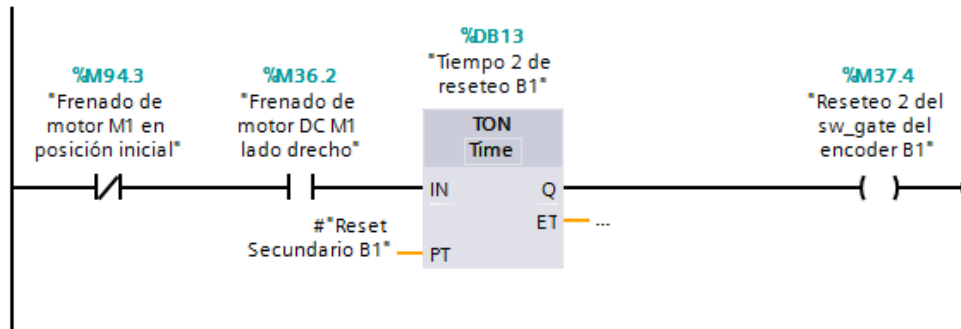 %M94.3
"Frenado de
motor M1 en
posición inicial"
%M36.2
"Frenado de
motor DC M1
lado drecho"
%DB13
"Tiempo 2 de
reseteo B1"
TON
Time
IN
Q
ET
...
#"Reset
Secundario B1"
PT
%M37.4
"Reseteo 2 del
sw_gate del
encoder B1"